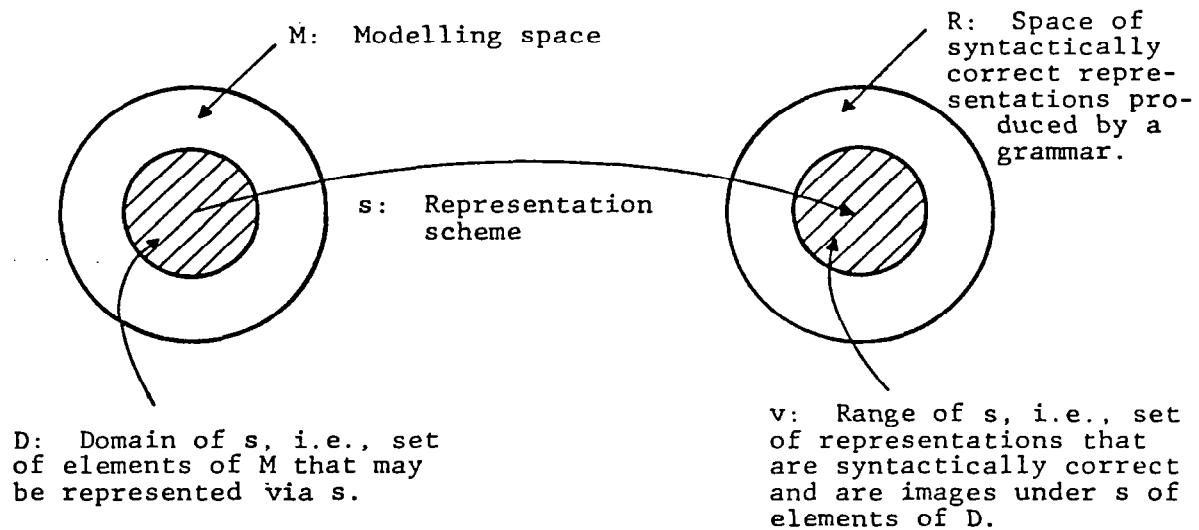 M: Modelling space
R: Space of
syntactically
correct repre-
sentations pro-
duced by a
grammar.
s: Representation
scheme
D: Domain of s, i.e., set
of elements of M that may
be represented via s.
v: Range of s, i.e., set
of representations that
are syntactically correct
and are images under s of
elements of D.